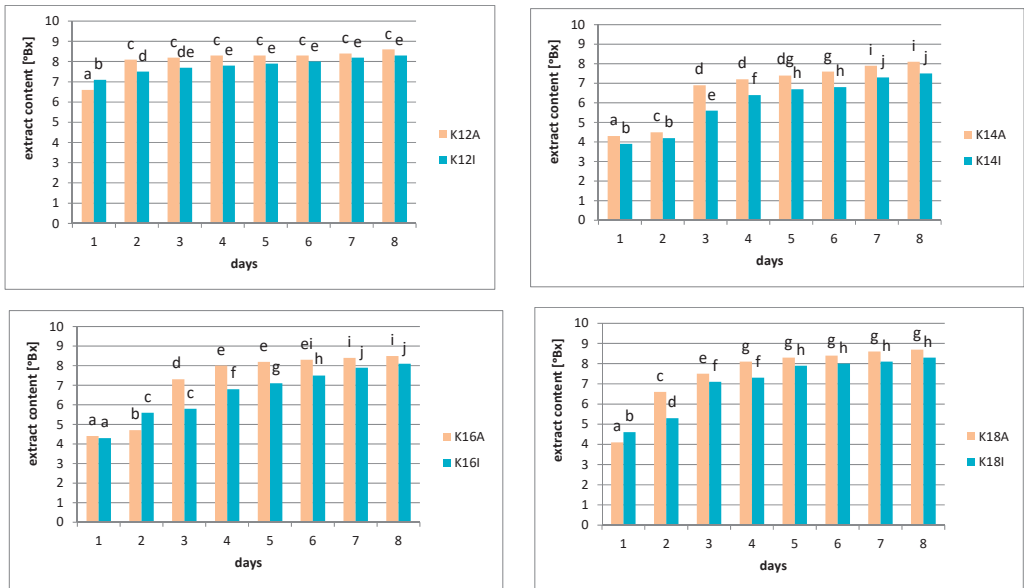 extract content [°Bx]
10
9
8
7
6
5
4
3
2
1
0
a b c d c de c e c e c e c e c e
1 2 3 4 5 6 7 8
days
K12A
K12I
extract content [°Bx]
10
9
8
7
6
5
4
3
2
1
0
a b c b d e d f dg h g h i j i j
1 2 3 4 5 6 7 8
days
K14A
K14I
extract content [°Bx]
10
9
8
7
6
5
4
3
2
1
0
a a b c d c e f e g ei h i j i j
1 2 3 4 5 6 7 8
days
K16A
K16I
extract content [°Bx]
10
9
8
7
6
5
4
3
2
1
0
a b c d e f g f g h g h g h g h
1 2 3 4 5 6 7 8
days
K18A
K18I